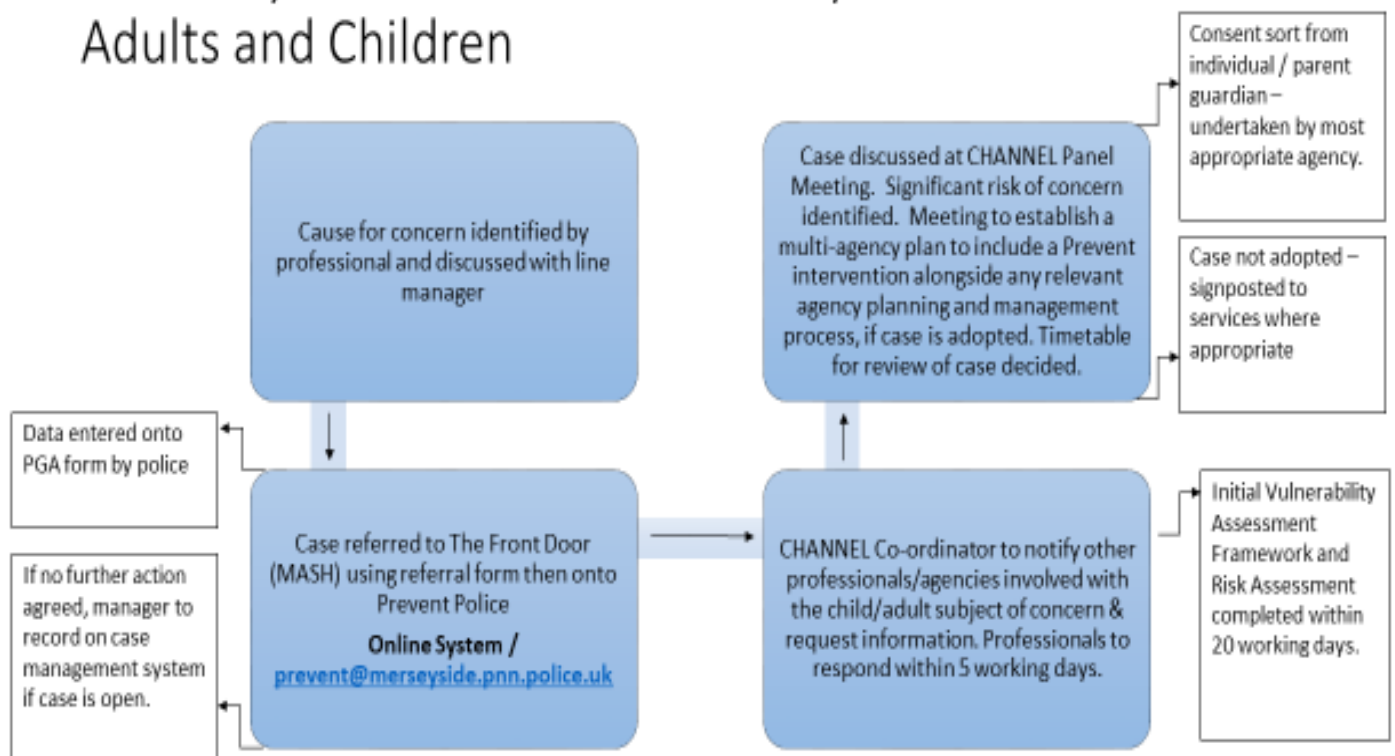 Adults and Children
Cause for concern identified by
professional and discussed with line
manager
Data entered onto
PGA form by police
Case referred to The Front Door
(MASH) using referral form then onto
Prevent Police
Online System /
prevent@merseyside.pnn.police.uk
If no further action
agreed, manager to
record on case
management system
if case is open.
CHANNEL Co-ordinator to notify other
professionals/agencies involved with
the child/adult subject of concern &
request information. Professionals to
respond within 5 working days.
Initial Vulnerability
Assessment
Framework and
Risk Assessment
completed within
20 working days.
Case discussed at CHANNEL Panel
Meeting. Significant risk of concern
identified. Meeting to establish a
multi-agency plan to include a Prevent
intervention alongside any relevant
agency planning and management
process, if case is adopted. Timetable
for review of case decided.
Consent sort from
individual / parent
guardian –
undertaken by most
appropriate agency.
Case not adopted –
signposted to
services where
appropriate